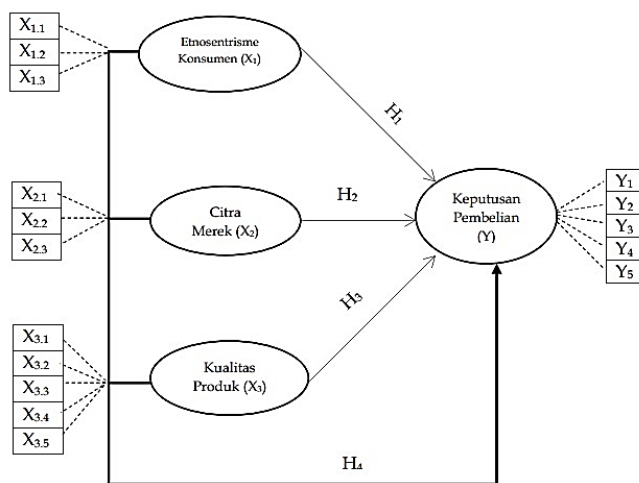 X1.1
X1.2
X1.3
Etnosentrisme
Konsumen (X1)
H1
X2.1
X2.2
X2.3
Citra
Merek (X2)
H2
Keputusan
Pembelian
(Y)
Y1
Y2
Y3
Y4
Y5
H3
X3.1
X3.2
X3.3
X3.4
X3.5
Kualitas
Produk (X3)
H4